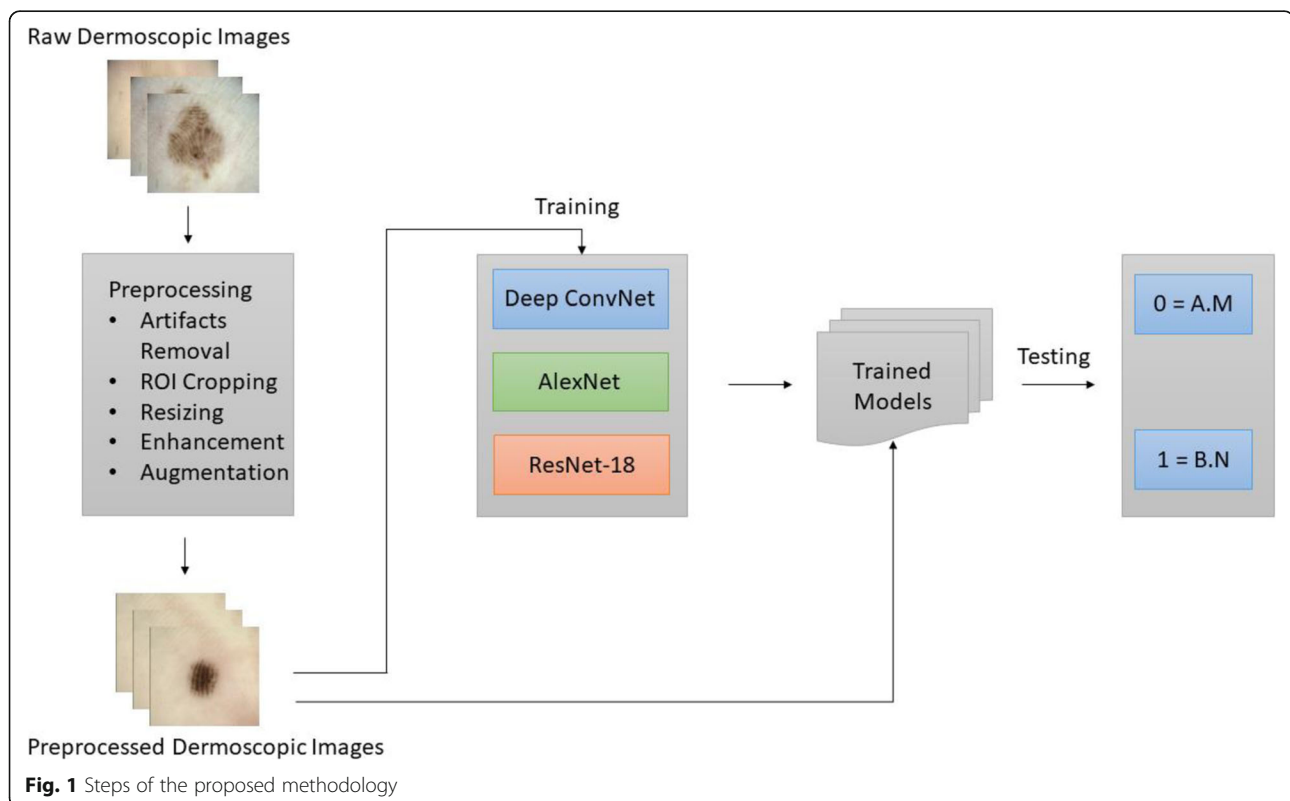 Raw Dermoscopic Images
Preprocessing
• Artifacts
Removal
• ROI Cropping
• Resizing
• Enhancement
• Augmentation
Preprocessed Dermoscopic Images
Training
Deep ConvNet
AlexNet
ResNet-18
Trained
Models
Testing
0 = A.M
1 = B.N
Fig. 1 Steps of the proposed methodology